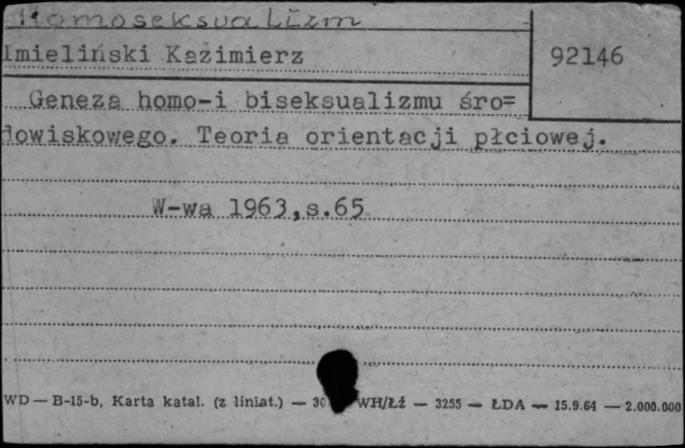 Homoseksualizm
Imieliński Kazimierz
92146
Geneza homo-i biseksualizmu śro=
dowiskowego. Teoria orientacji płciowej.
W-wa 1963,s.65
WD — B-15-b, Karta katal. (z liniat.) — 30 WH/Łż — 3255 — ŁDA — 15.9.64 — 2.000.000